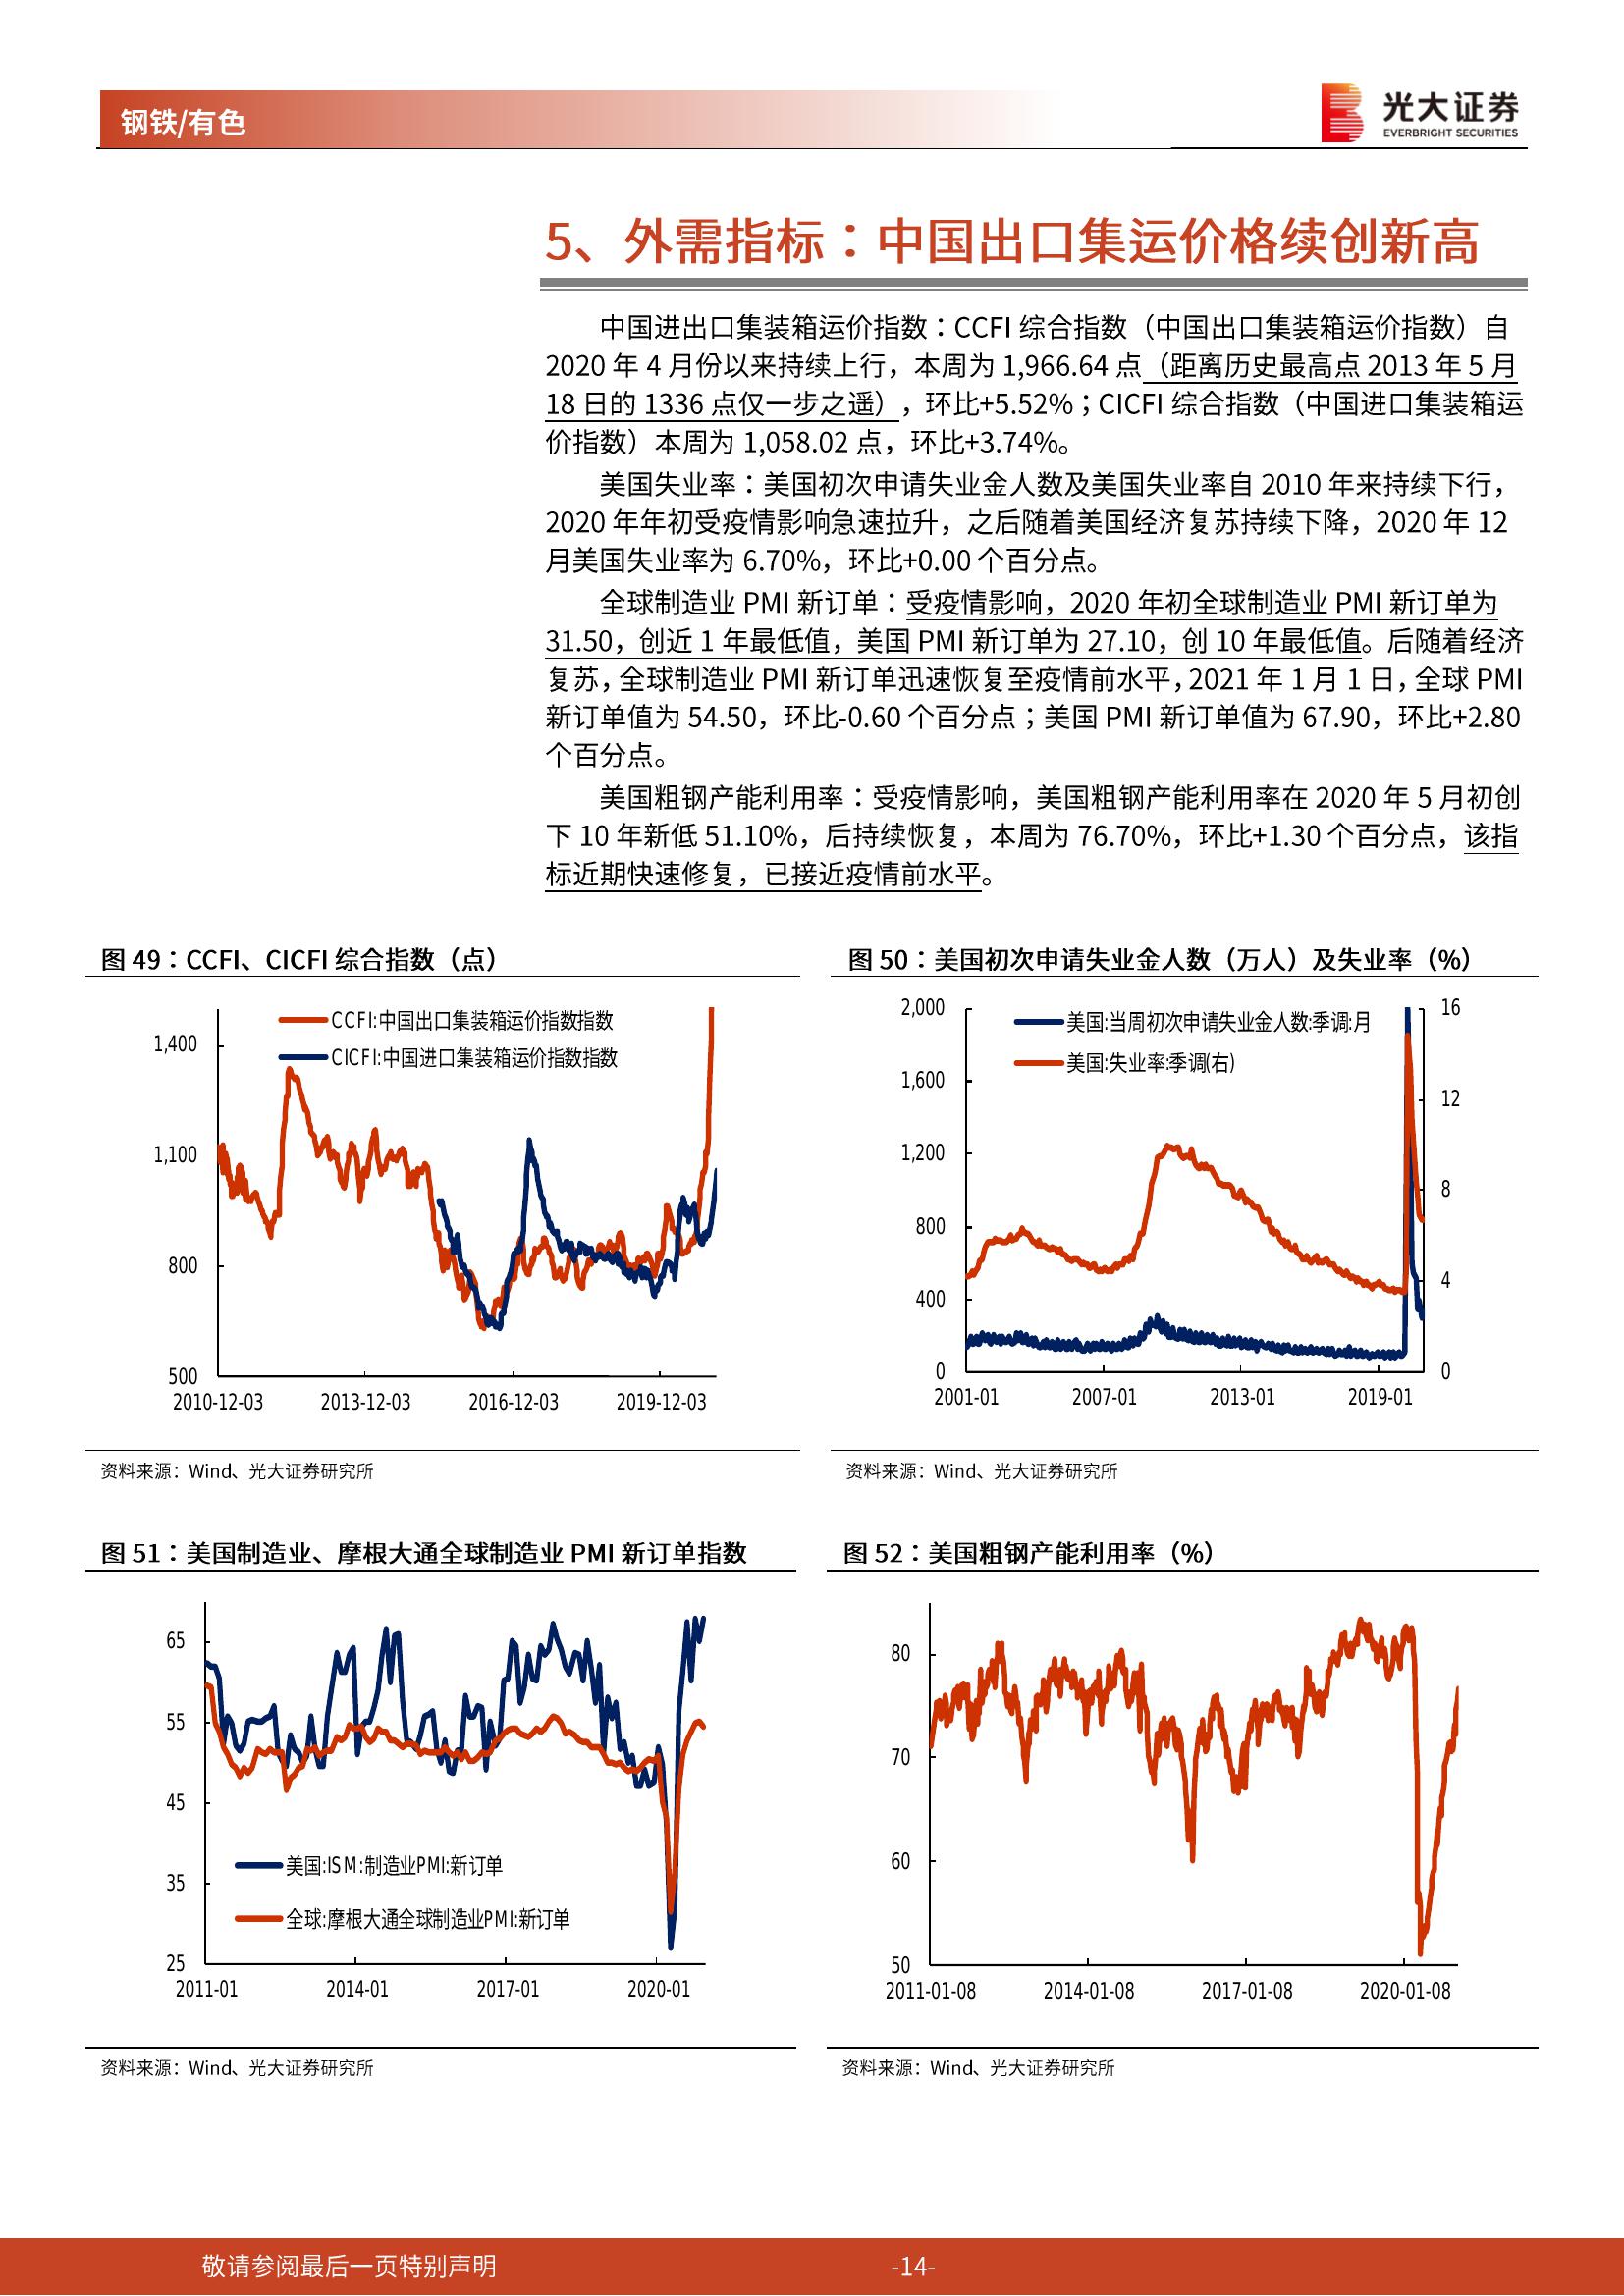 钢铁/有色
光大证券
EVERBRIGHT SECURITIES
5、外需指标：中国出口集运价格续创新高
中国进出口集装箱运价指数：CCFI 综合指数（中国出口集装箱运价指数）自
2020 年 4 月份以来持续上行，本周为 1,966.64 点（距离历史最高点 2013 年 5 月
18 日的 1336 点仅一步之遥），环比+5.52%；CICFI 综合指数（中国进口集装箱运
价指数）本周为 1,058.02 点，环比+3.74%。
美国失业率：美国初次申请失业金人数及美国失业率自 2010 年来持续下行，
2020 年年初受疫情影响急速拉升，之后随着美国经济复苏持续下降，2020 年 12
月美国失业率为 6.70%，环比+0.00 个百分点。
全球制造业 PMI 新订单：受疫情影响，2020 年初全球制造业 PMI 新订单为
31.50，创近 1 年最低值，美国 PMI 新订单为 27.10，创 10 年最低值。后随着经济
复苏，全球制造业 PMI 新订单迅速恢复至疫情前水平，2021 年 1 月 1 日，全球 PMI
新订单值为 54.50，环比-0.60 个百分点；美国 PMI 新订单值为 67.90，环比+2.80
个百分点。
美国粗钢产能利用率：受疫情影响，美国粗钢产能利用率在 2020 年 5 月初创
下 10 年新低 51.10%，后持续恢复，本周为 76.70%，环比+1.30 个百分点，该指
标近期快速修复，已接近疫情前水平。
图 49：CCFI、CICFI 综合指数（点）
CCFI:中国出口集装箱运价指数指数
CICFI:中国进口集装箱运价指数指数
1,400
1,100
800
500
2010-12-03 2013-12-03 2016-12-03 2019-12-03
资料来源：Wind、光大证券研究所
图 50：美国初次申请失业金人数（万人）及失业率（%）
美国:当周初次申请失业金人数:季调:月
美国:失业率:季调(右)
2,000
1,600
1,200
800
400
0
16
12
8
4
0
2001-01 2007-01 2013-01 2019-01
资料来源：Wind、光大证券研究所
图 51：美国制造业、摩根大通全球制造业 PMI 新订单指数
65
55
45
35
25
美国:ISM:制造业PMI:新订单
全球:摩根大通全球制造业PMI:新订单
2011-01 2014-01 2017-01 2020-01
资料来源：Wind、光大证券研究所
图 52：美国粗钢产能利用率（%）
80
70
60
50
2011-01-08 2014-01-08 2017-01-08 2020-01-08
资料来源：Wind、光大证券研究所
敬请参阅最后一页特别声明
-14-